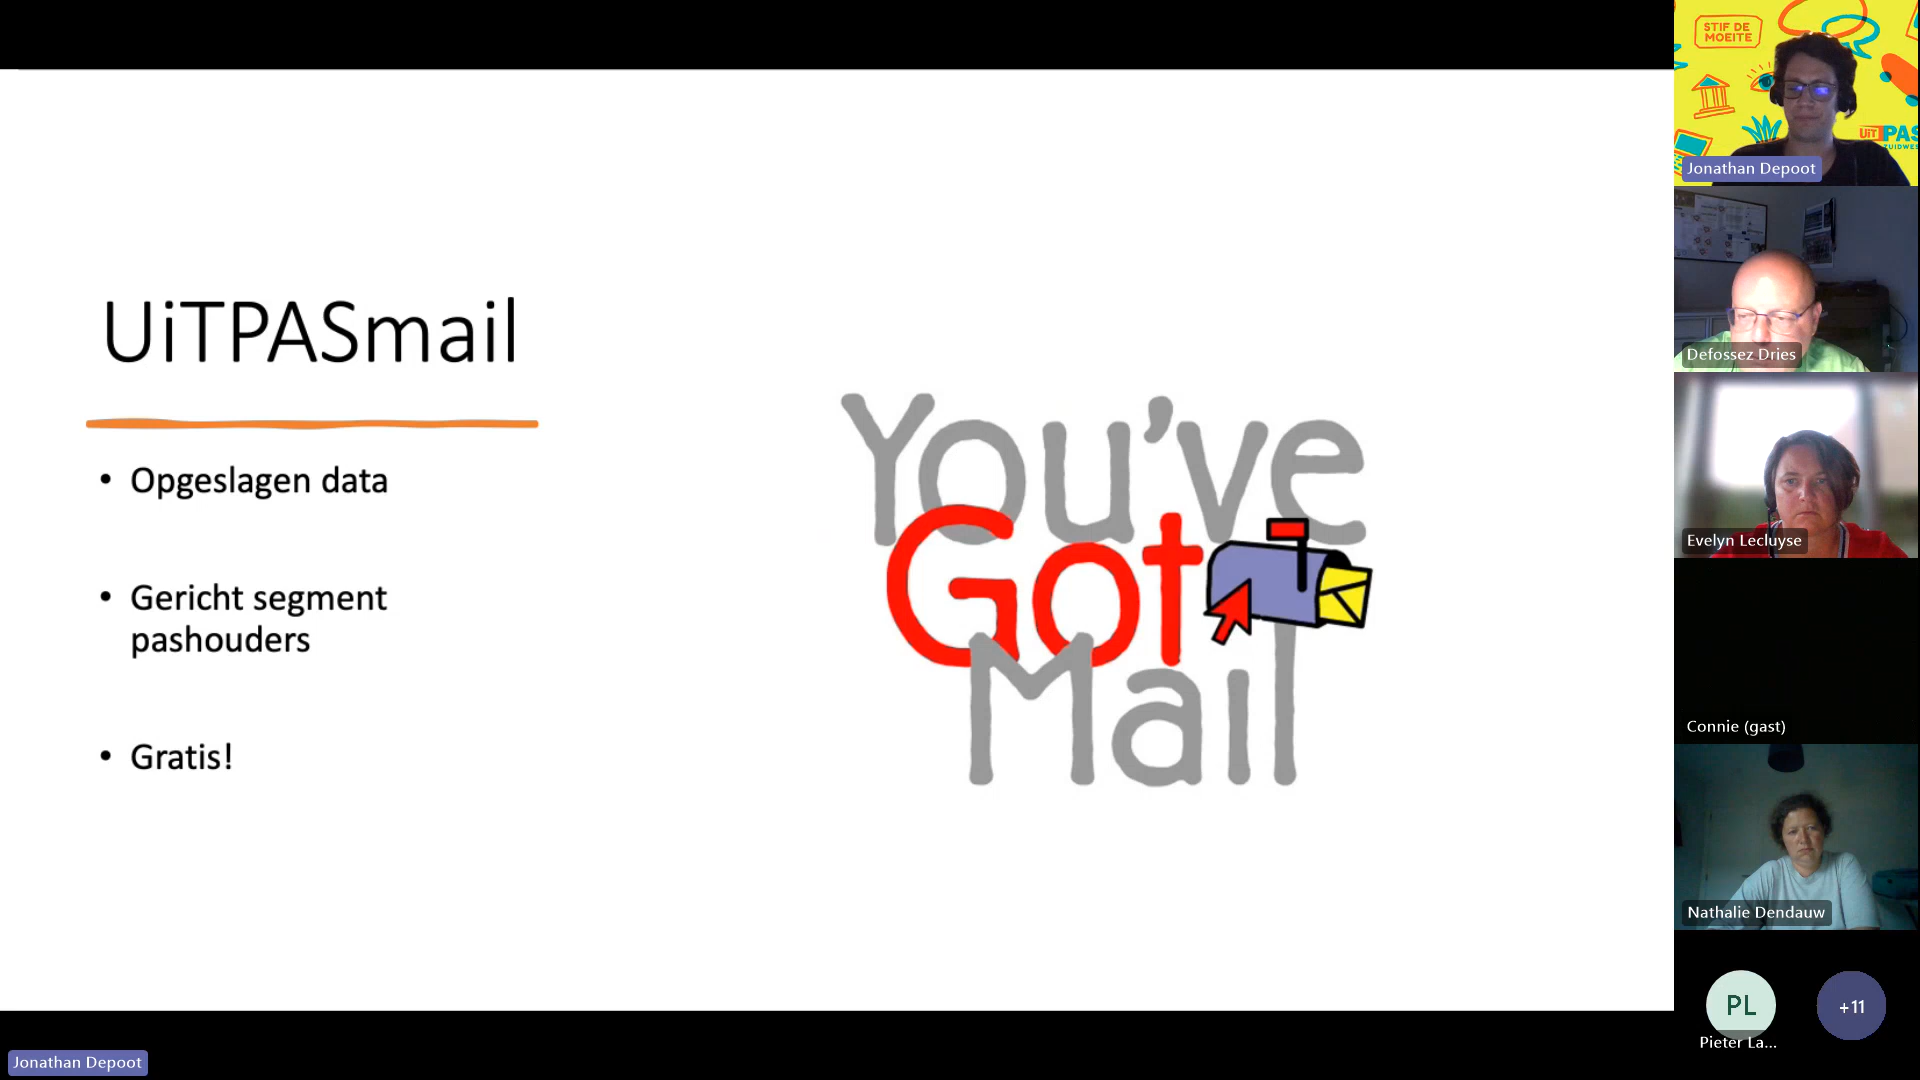 UiTPASmail
• Opgeslagen data
• Gericht segment
pashouders
• Gratis!
You've
Got
Mail
Jonathan Depoot
STIF DE
MOEITE
UiTPAS
Jonathan Depoot
Defossez Dries
Evelyn Lecluyse
Connie (gast)
Nathalie Dendauw
PL
Pieter La...
+11